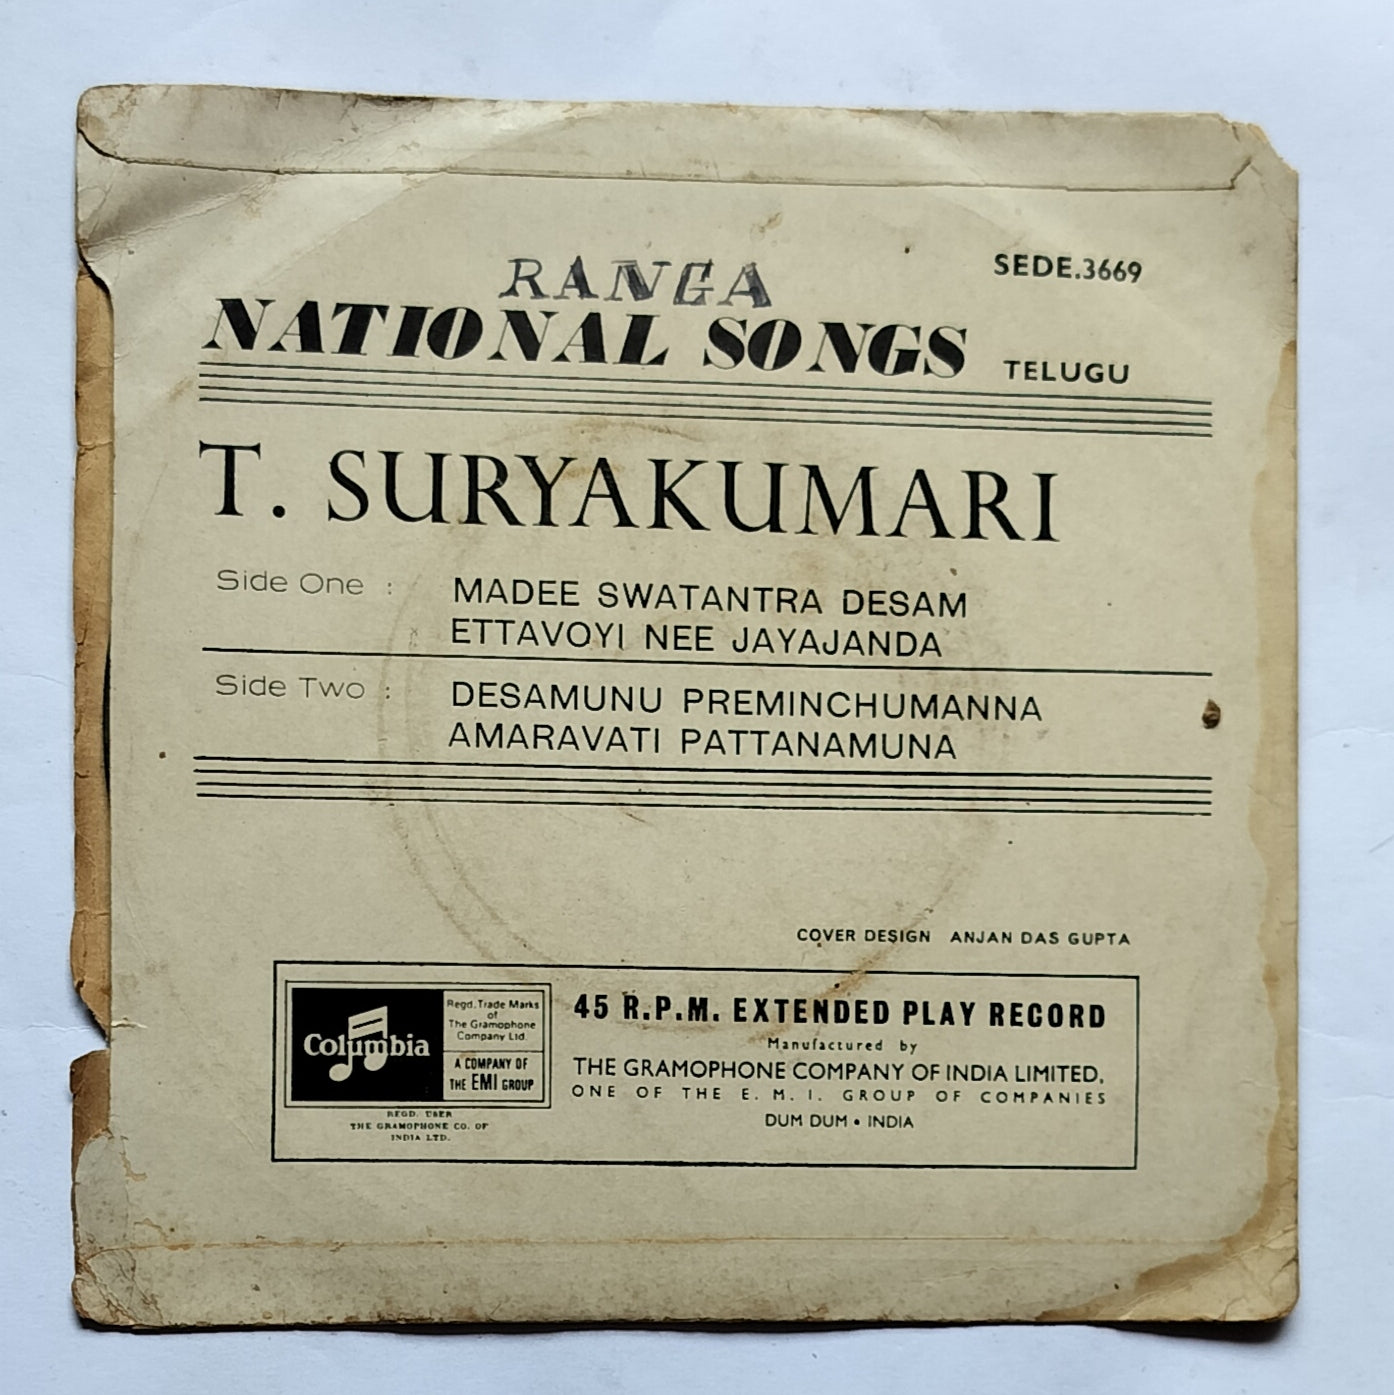 RANGA
SEDE.3669
NATIONAL SONGS TELUGU
T. SURYAKUMARI
Side One : MADEE SWATANTRA DESAM
ETTAVOYI NEE JAYAJANDA
Side Two : DESAMUNU PREMINCHUMANNA
AMARAVATI PATTANAMUNA
COVER DESIGN ANJAN DAS GUPTA
Columbia
Regd. Trade Marks
of
The Gramophone
Company Ltd.
A COMPANY OF
THE EMI GROUP
REGD. USER
THE GRAMOPHONE CO. OF
INDIA LTD.
45 R.P.M. EXTENDED PLAY RECORD
Manufactured by
THE GRAMOPHONE COMPANY OF INDIA LIMITED,
ONE OF THE E. M. I. GROUP OF COMPANIES
DUM DUM • INDIA